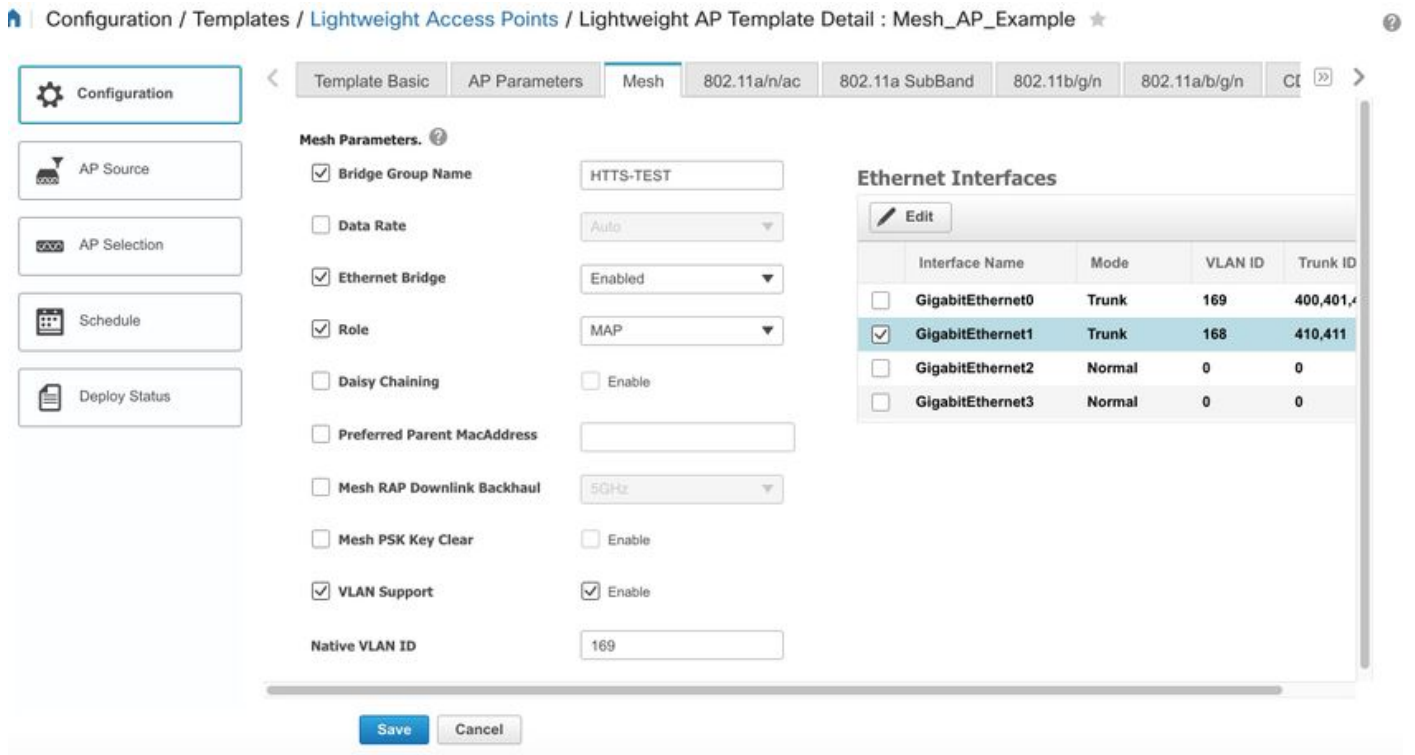 Configuration / Templates / Lightweight Access Points / Lightweight AP Template Detail : Mesh_AP_Example
Configuration
AP Source
AP Selection
Schedule
Deploy Status
Template Basic AP Parameters Mesh 802.11a/n/ac 802.11a SubBand 802.11b/g/n 802.11a/b/g/n
Mesh Parameters.
Bridge Group Name HTTS-TEST
Data Rate Auto
Ethernet Bridge Enabled
Role MAP
Daisy Chaining Enable
Preferred Parent MacAddress
Mesh RAP Downlink Backhaul 5GHz
Mesh PSK Key Clear Enable
VLAN Support Enable
Native VLAN ID 169
Ethernet Interfaces
Edit
Interface Name Mode VLAN ID Trunk ID
GigabitEthernet0 Trunk 169 400,401,
GigabitEthernet1 Trunk 168 410,411
GigabitEthernet2 Normal 0 0
GigabitEthernet3 Normal 0 0
Save Cancel